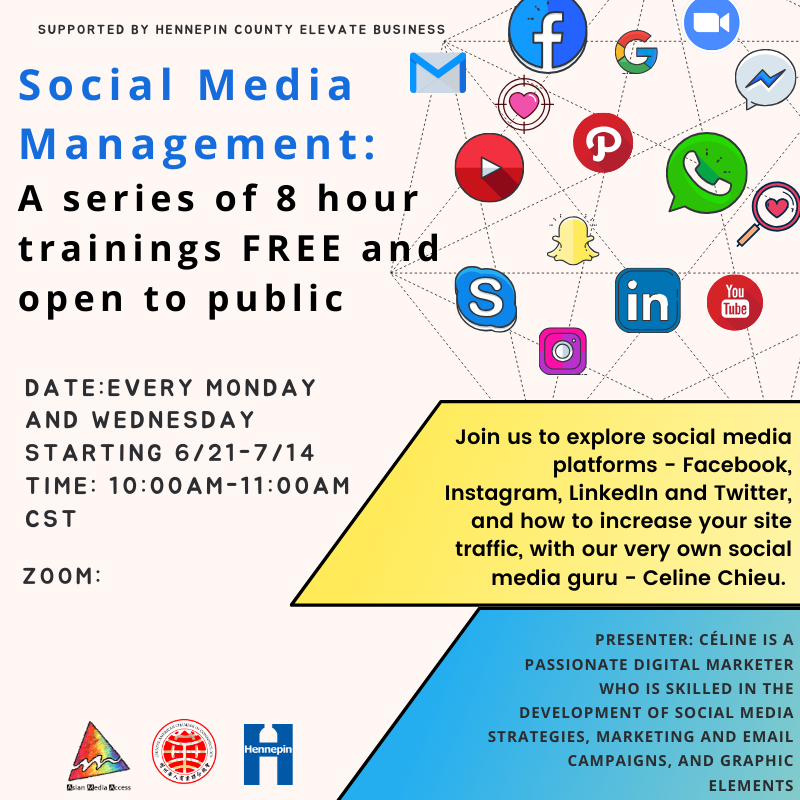 SUPPORTED BY HENNEPIN COUNTY ELEVATE BUSINESS
Social Media
Management:
A series of 8 hour
trainings FREE and
open to public
DATE:EVERY MONDAY
AND WEDNESDAY
STARTING 6/21-7/14
TIME: 10:00AM-11:00AM
CST
ZOOM:
You
Tube
in
Join us to explore social media
platforms - Facebook,
Instagram, LinkedIn and Twitter,
and how to increase your site
traffic, with our very own social
media guru - Celine Chieu.
PRESENTER: CÉLINE IS A
PASSIONATE DIGITAL MARKETER
WHO IS SKILLED IN THE
DEVELOPMENT OF SOCIAL MEDIA
STRATEGIES, MARKETING AND EMAIL
CAMPAIGNS, AND GRAPHIC
ELEMENTS
Asian Media Access
Hennepin